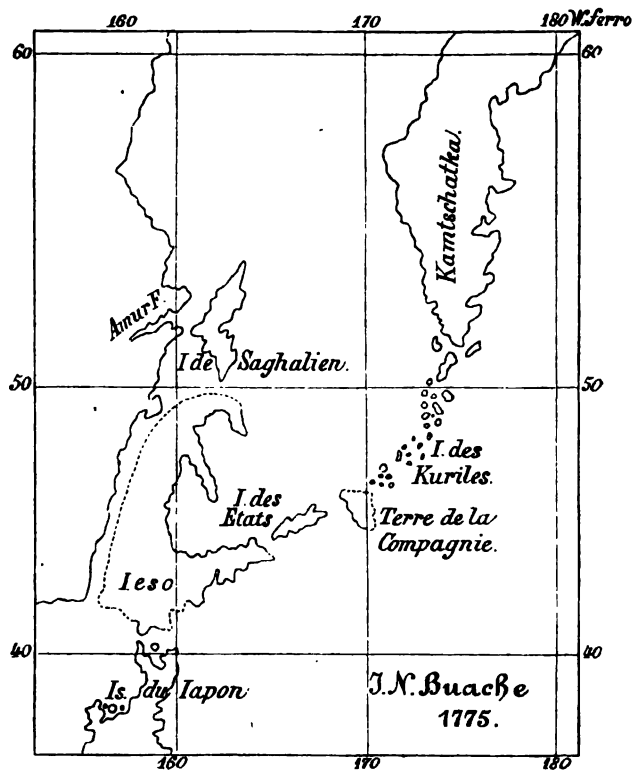 160 170 180 W.ferro
60 60
Kamtschatka.
Amur F.
I de Saghalien.
50 50
I. des
Kuriles.
I. des
Etats
Terre de la
Compagnie.
Ieso
40 40
Is. du Iapon
J. N. Buache
1775.
160 170 180